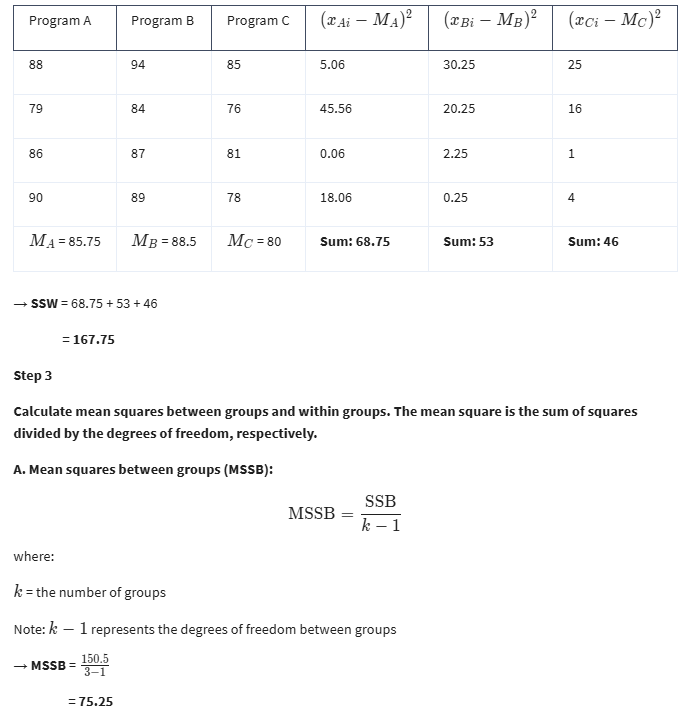 Program A Program B Program C (x_{Ai} − M_A)^2 (x_{Bi} − M_B)^2 (x_{Ci} − M_C)^2
88 94 85 5.06 30.25 25
79 84 76 45.56 20.25 16
86 87 81 0.06 2.25 1
90 89 78 18.06 0.25 4
M_A = 85.75 M_B = 88.5 M_C = 80 Sum: 68.75 Sum: 53 Sum: 46
→ SSW = 68.75 + 53 + 46
= 167.75
Step 3
Calculate mean squares between groups and within groups. The mean square is the sum of squares
divided by the degrees of freedom, respectively.
A. Mean squares between groups (MSSB):
MSSB = \frac{SSB}{k − 1}
where:
k = the number of groups
Note: k − 1 represents the degrees of freedom between groups
→ MSSB = \frac{150.5}{3−1}
= 75.25